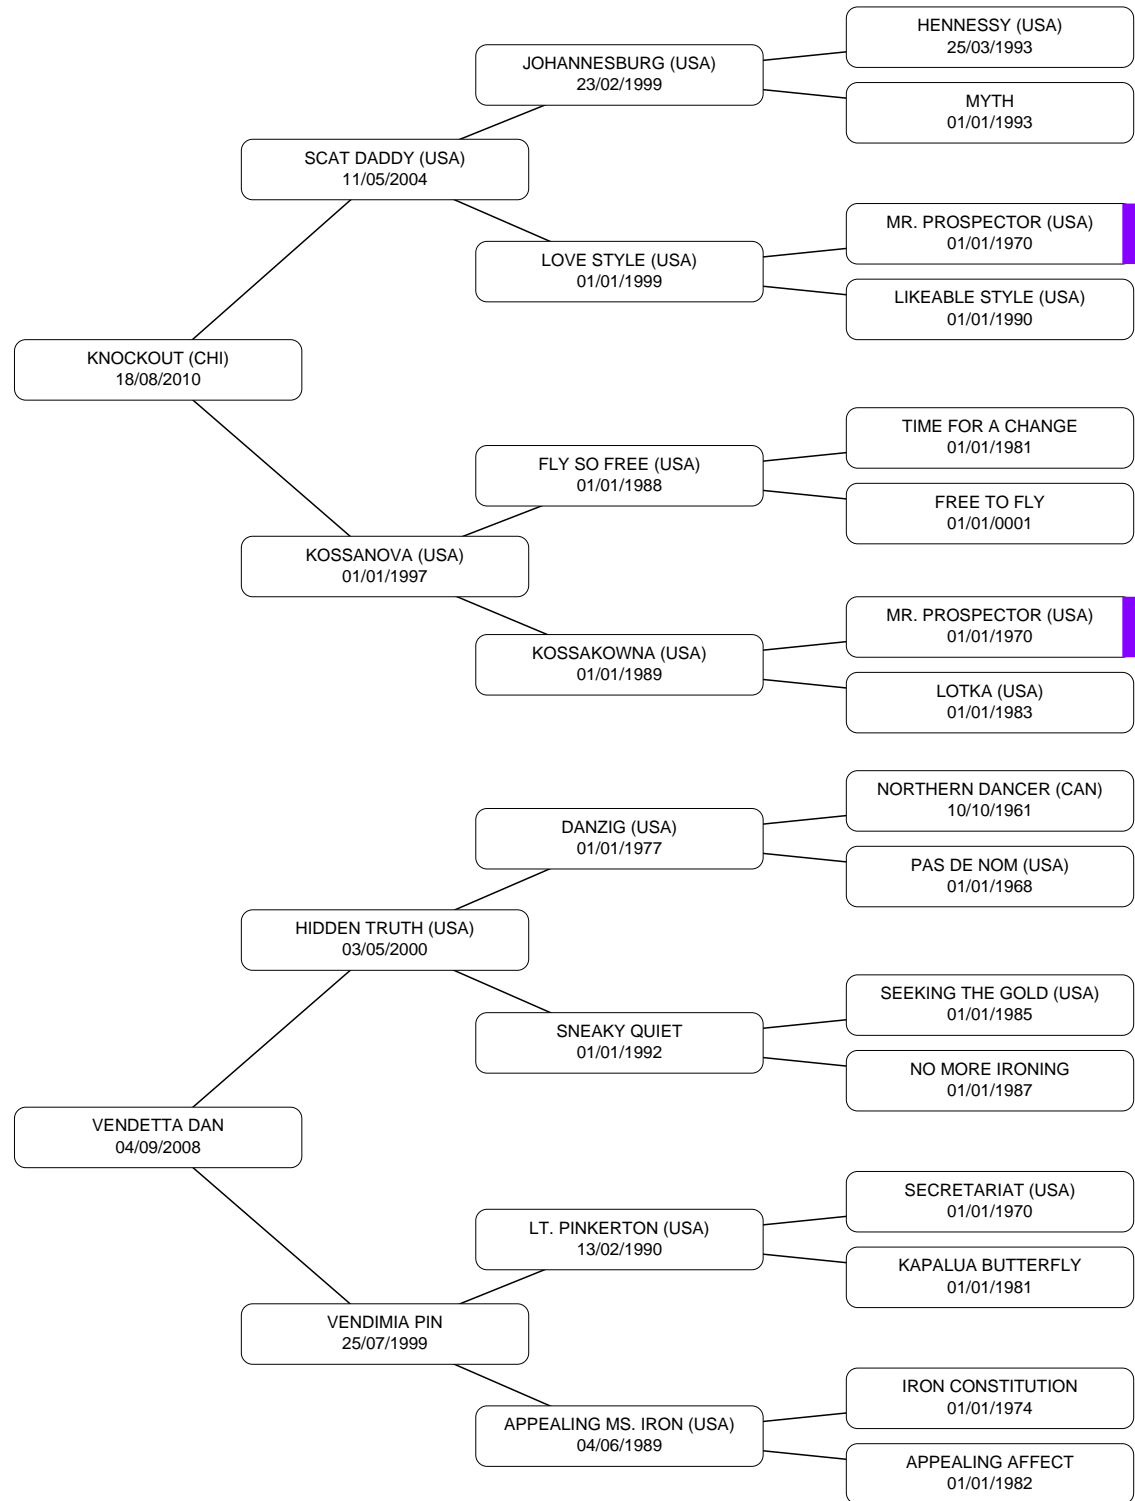 HENNESSY (USA)
25/03/1993
JOHANNESBURG (USA)
23/02/1999
MYTH
01/01/1993
SCAT DADDY (USA)
11/05/2004
MR. PROSPECTOR (USA)
01/01/1970
LOVE STYLE (USA)
01/01/1999
LIKEABLE STYLE (USA)
01/01/1990
KNOCKOUT (CHI)
18/08/2010
TIME FOR A CHANGE
01/01/1981
FLY SO FREE (USA)
01/01/1988
FREE TO FLY
01/01/0001
KOSSANOVA (USA)
01/01/1997
MR. PROSPECTOR (USA)
01/01/1970
KOSSAKOWNA (USA)
01/01/1989
LOTKA (USA)
01/01/1983
NORTHERN DANCER (CAN)
10/10/1961
DANZIG (USA)
01/01/1977
PAS DE NOM (USA)
01/01/1968
HIDDEN TRUTH (USA)
03/05/2000
SEEKING THE GOLD (USA)
01/01/1985
SNEAKY QUIET
01/01/1992
NO MORE IRONING
01/01/1987
VENDETTA DAN
04/09/2008
SECRETARIAT (USA)
01/01/1970
LT. PINKERTON (USA)
13/02/1990
KAPALUA BUTTERFLY
01/01/1981
VENDIMIA PIN
25/07/1999
IRON CONSTITUTION
01/01/1974
APPEALING MS. IRON (USA)
04/06/1989
APPEALING AFFECT
01/01/1982